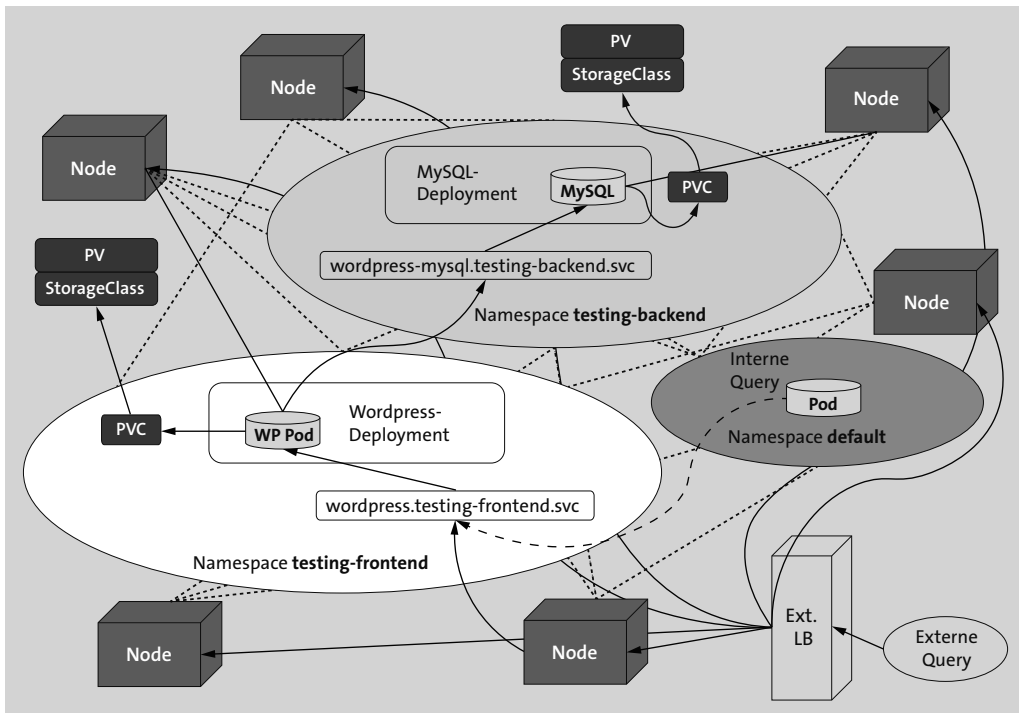 PV
StorageClass
Node
Node
Node
MySQL-
Deployment
MySQL
PVC
PV
StorageClass
wordpress-mysql.testing-backend.svc
Namespace testing-backend
Node
Interne
Query
Pod
Namespace default
PVC
WP Pod
Wordpress-
Deployment
wordpress.testing-frontend.svc
Namespace testing-frontend
Node
Node
Ext.
LB
Externe
Query